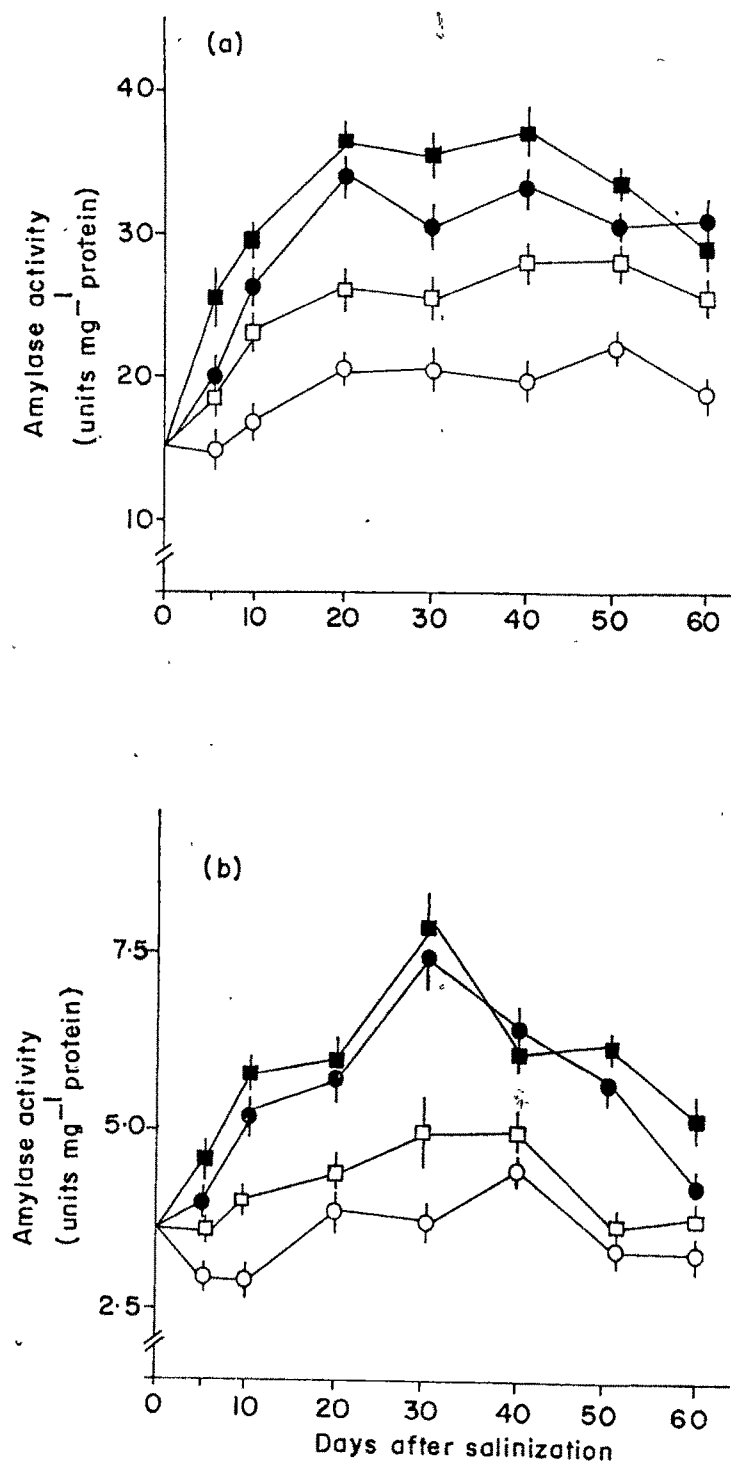 (a)
40
30
20
10
Amylase activity
(units mg⁻¹ protein)
0 10 20 30 40 50 60
(b)
7·5
5·0
2·5
Amylase activity
(units mg⁻¹ protein)
0 10 20 30 40 50 60
Days after salinization